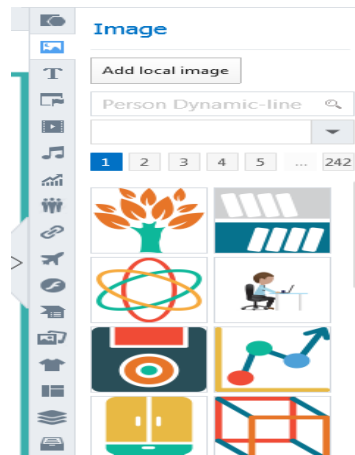 Image
Add local image
Person Dynamic-line
1 2 3 4 5 ... 242
T